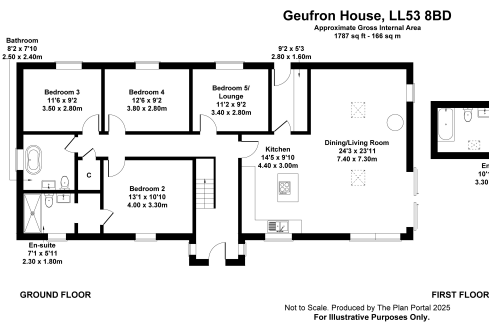 Geufron House, LL53 8BD
Approximate Gross Internal Area
1787 sq ft - 166 sq m
Bathroom
8'2 x 7'10
2.50 x 2.40m
9'2 x 5'3
2.80 x 1.60m
Bedroom 3
11'6 x 9'2
3.50 x 2.80m
Bedroom 4
12'6 x 9'2
3.80 x 2.80m
Bedroom 5/
Lounge
11'2 x 9'2
3.40 x 2.80m
Kitchen
14'5 x 9'10
4.40 x 3.00m
Dining/Living Room
24'3 x 23'11
7.40 x 7.30m
C
Bedroom 2
13'1 x 10'10
4.00 x 3.30m
En-suite
7'1 x 5'11
2.30 x 1.80m
En
10'
3.30
GROUND FLOOR
FIRST FLOOR
Not to Scale. Produced by The Plan Portal 2025
For Illustrative Purposes Only.